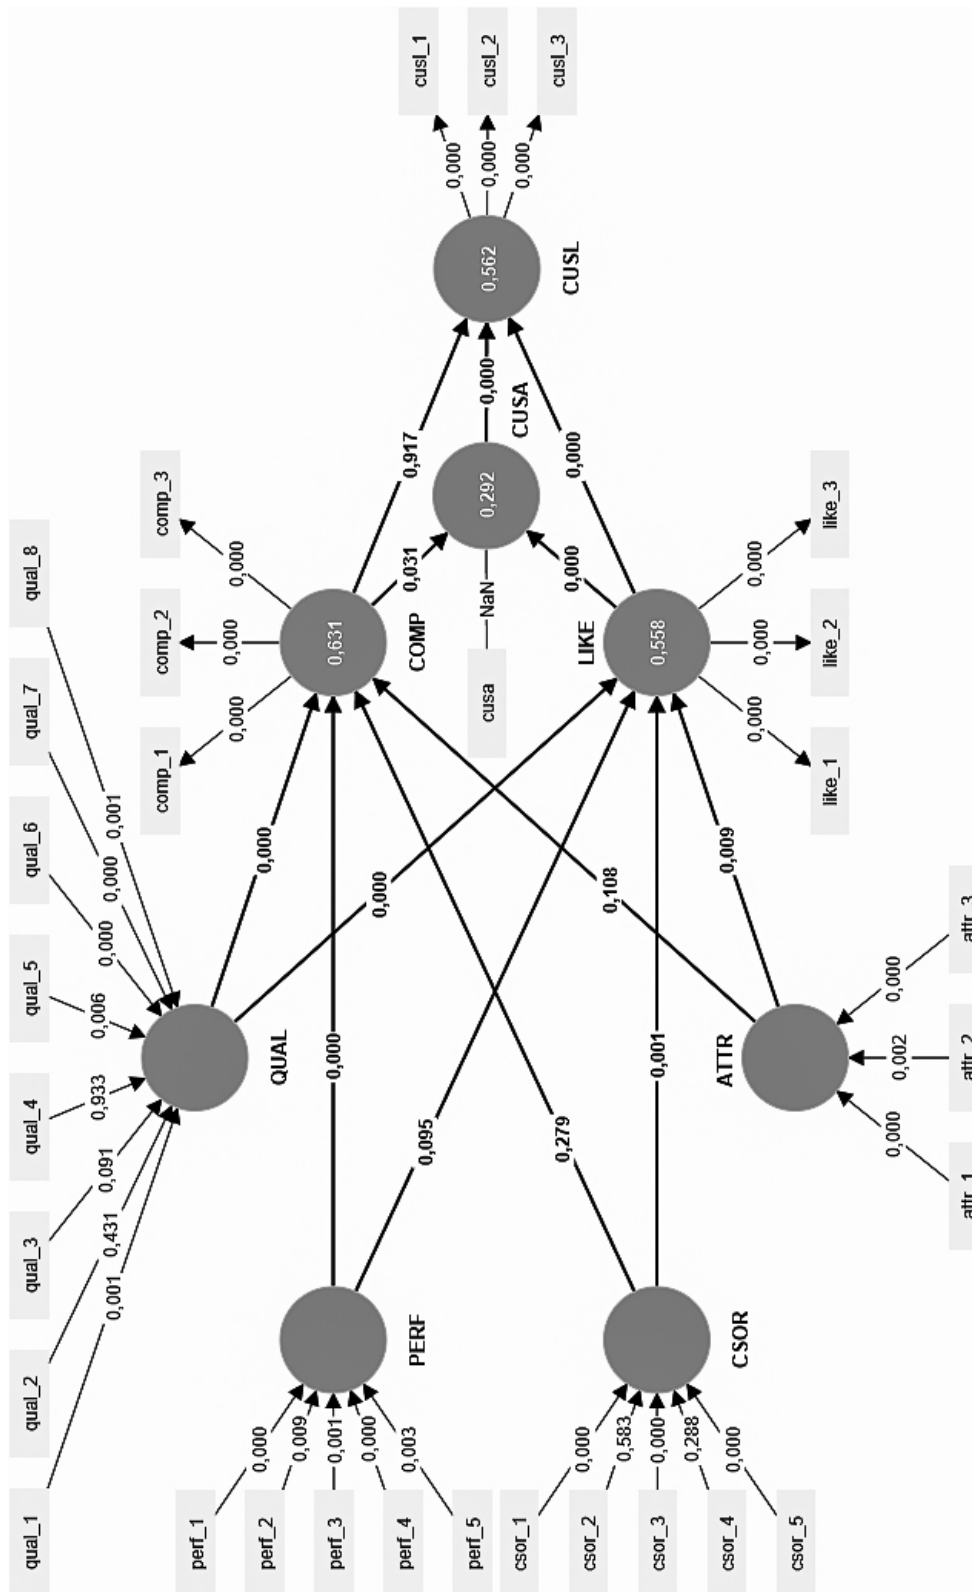 qual_1
qual_2
qual_3
qual_4
qual_5
qual_6
qual_7
qual_8
0,001
0,431
0,091
0,933
0,006
0,000
0,000
0,001
QUAL
perf_1
perf_2
perf_3
perf_4
perf_5
0,000
0,009
0,001
0,000
0,003
PERF
csor_1
csor_2
csor_3
csor_4
csor_5
0,000
0,583
0,000
0,288
0,000
CSOR
attr_1
attr_2
attr_3
0,000
0,002
0,000
ATTR
0,000
0,000
0,000
0,095
0,279
0,001
0,108
0,009
comp_1
comp_2
comp_3
0,000
0,000
0,000
0,631
COMP
like_1
like_2
like_3
0,000
0,000
0,000
0,558
LIKE
cusa
NaN
0,292
CUSA
0,031
0,000
0,917
0,000
0,000
0,562
CUSL
0,000
0,000
0,000
cusl_1
cusl_2
cusl_3